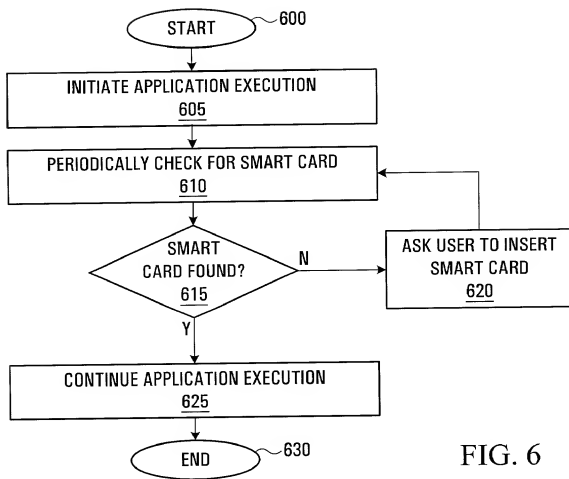 START
600
INITIATE APPLICATION EXECUTION
605
PERIODICALLY CHECK FOR SMART CARD
610
SMART
CARD FOUND?
615
N
ASK USER TO INSERT
SMART CARD
620
Y
CONTINUE APPLICATION EXECUTION
625
END
630
FIG. 6